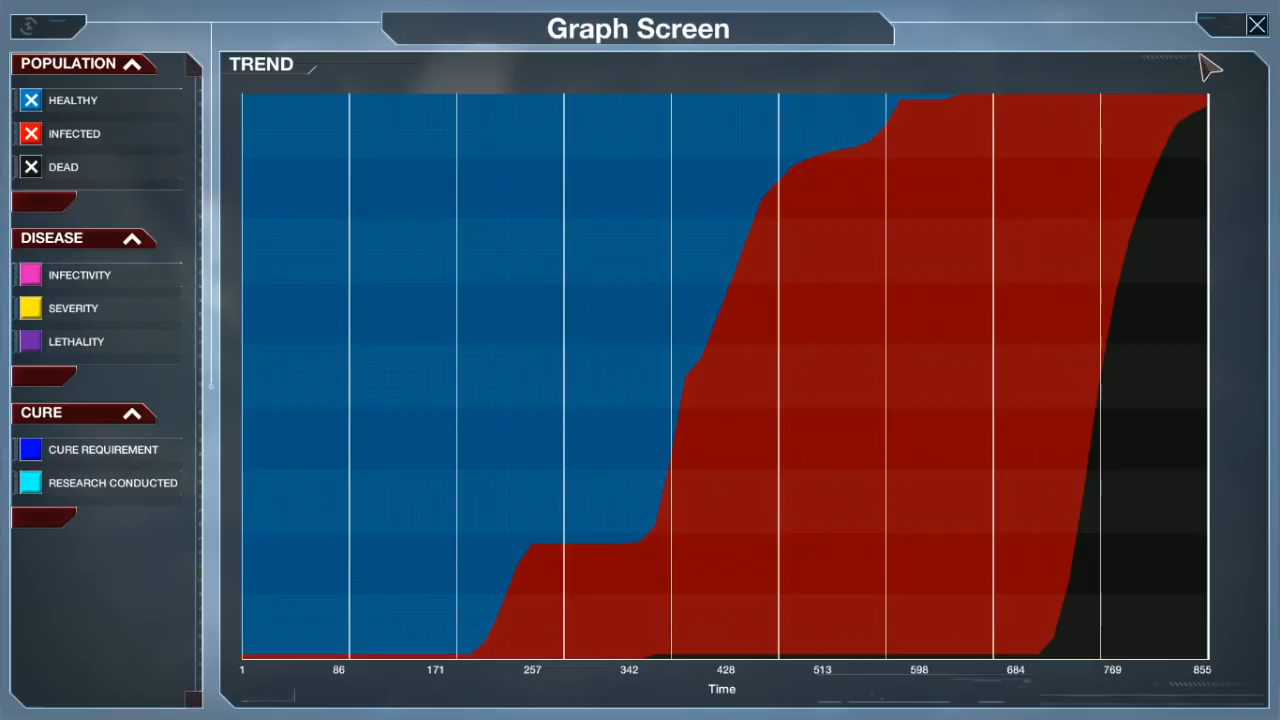 Graph Screen
POPULATION
HEALTHY
INFECTED
DEAD
DISEASE
INFECTIVITY
SEVERITY
LETHALITY
CURE
CURE REQUIREMENT
RESEARCH CONDUCTED
TREND
1 86 171 257 342 428 513 598 684 769 855
Time